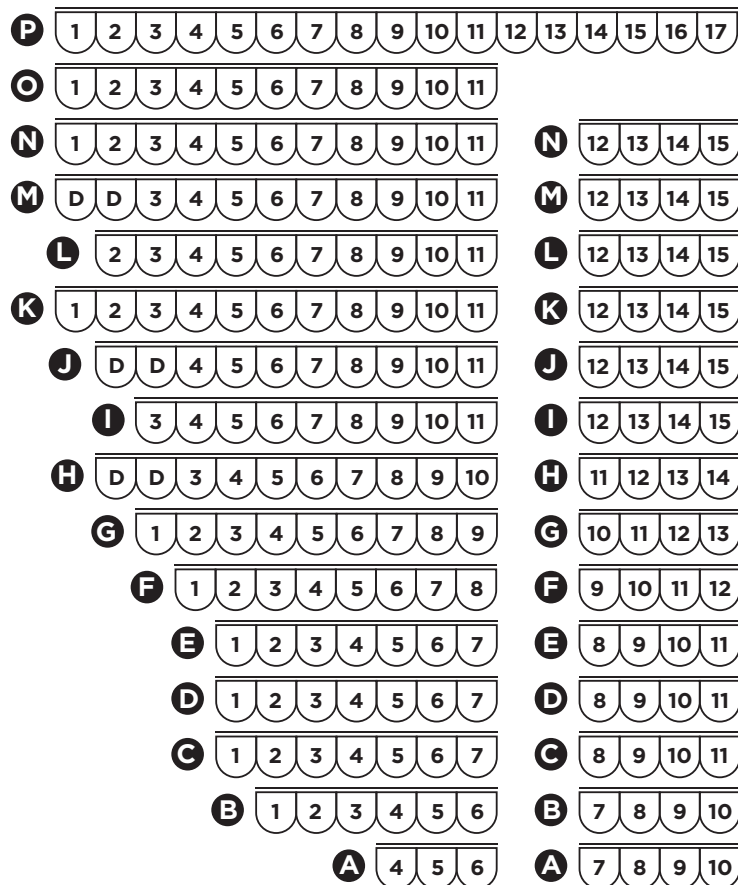 P 1 2 3 4 5 6 7 8 9 10 11 12 13 14 15 16 17
O 1 2 3 4 5 6 7 8 9 10 11
N 1 2 3 4 5 6 7 8 9 10 11 N 12 13 14 15
M D D 3 4 5 6 7 8 9 10 11 M 12 13 14 15
L 2 3 4 5 6 7 8 9 10 11 L 12 13 14 15
K 1 2 3 4 5 6 7 8 9 10 11 K 12 13 14 15
J D D 4 5 6 7 8 9 10 11 J 12 13 14 15
I 3 4 5 6 7 8 9 10 11 I 12 13 14 15
H D D 3 4 5 6 7 8 9 10 H 11 12 13 14
G 1 2 3 4 5 6 7 8 9 G 10 11 12 13
F 1 2 3 4 5 6 7 8 F 9 10 11 12
E 1 2 3 4 5 6 7 E 8 9 10 11
D 1 2 3 4 5 6 7 D 8 9 10 11
C 1 2 3 4 5 6 7 C 8 9 10 11
B 1 2 3 4 5 6 B 7 8 9 10
A 4 5 6 A 7 8 9 10